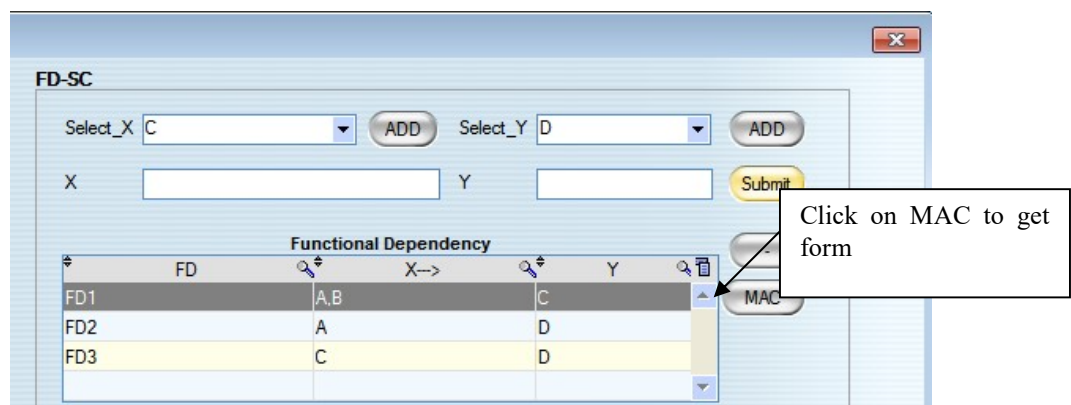 FD-SC
Select_X C ADD Select_Y D ADD
X Y Submit
Click on MAC to get
form
Functional Dependency
-
FD X---> Y
FD1 A,B C MAC
FD2 A D
FD3 C D